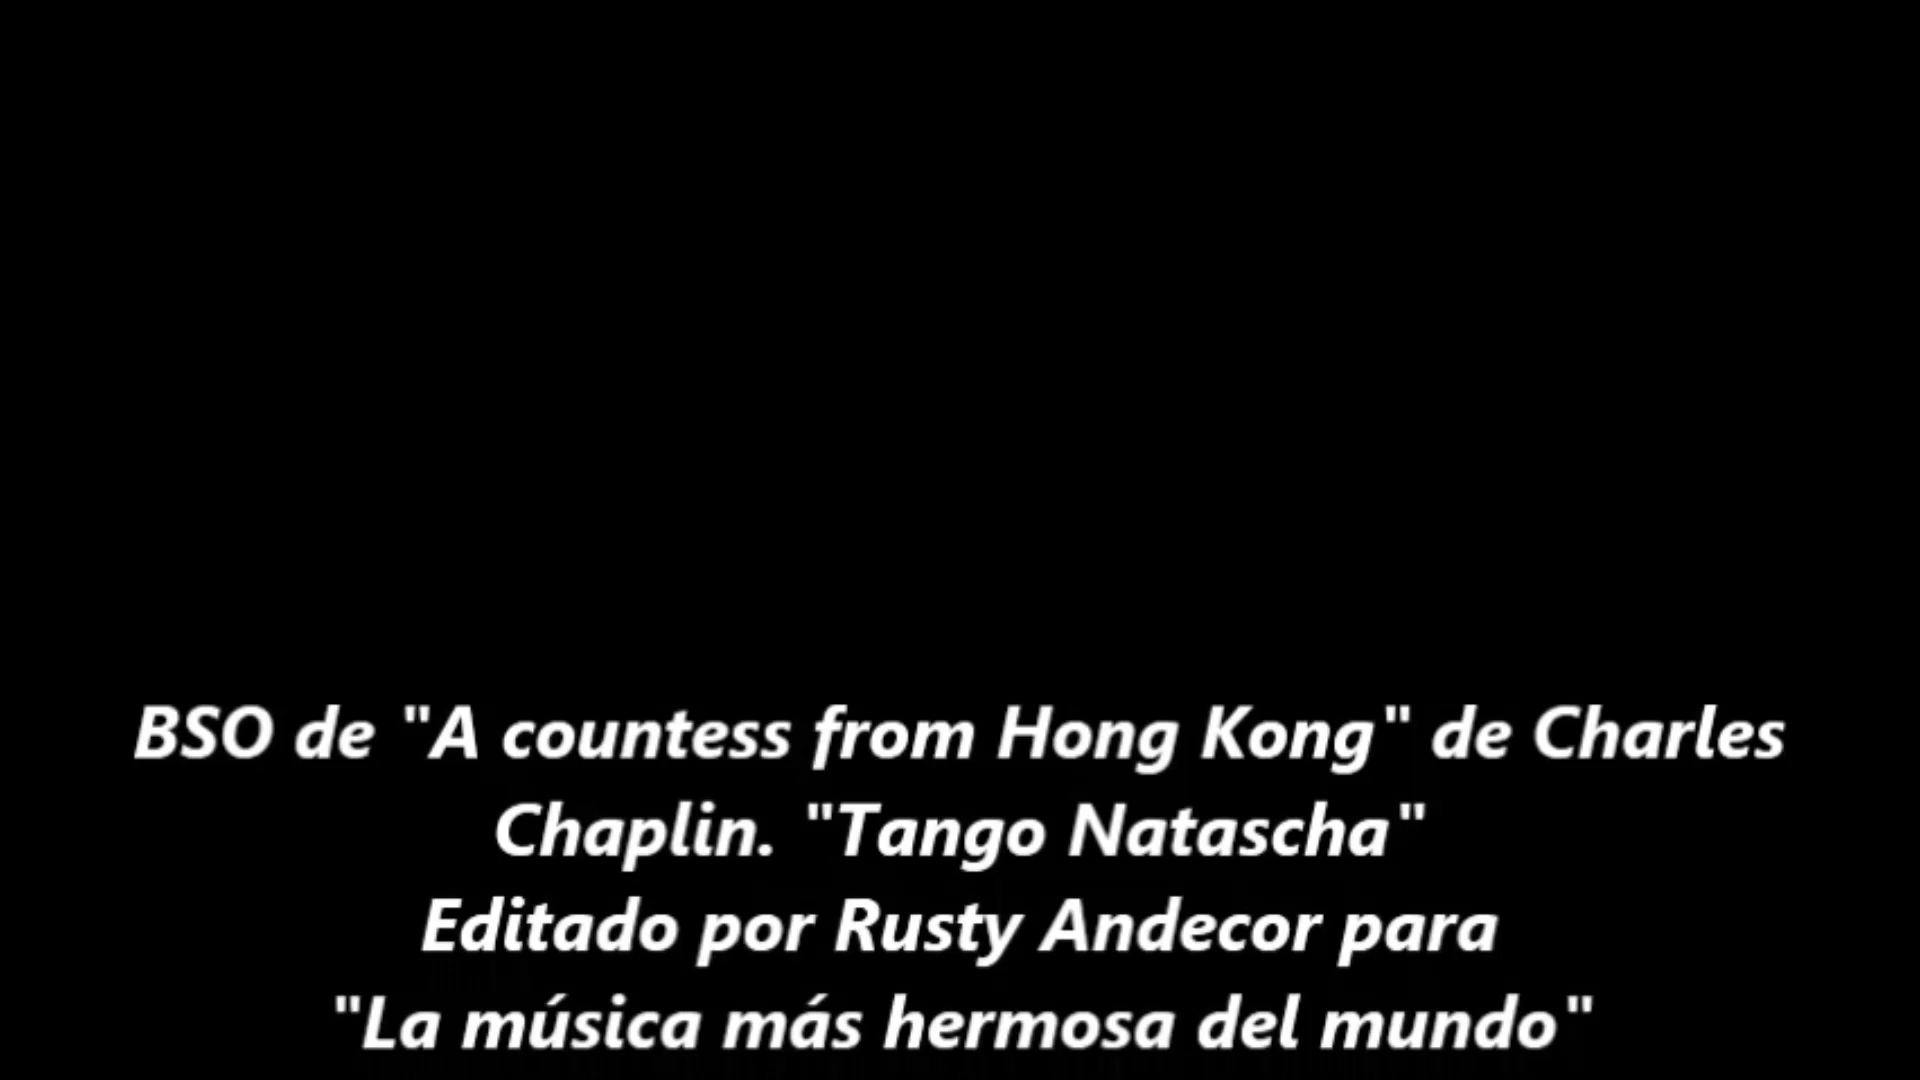 BSO de "A countess from Hong Kong" de Charles
Chaplin. "Tango Natascha"
Editado por Rusty Andecor para
"La música más hermosa del mundo"